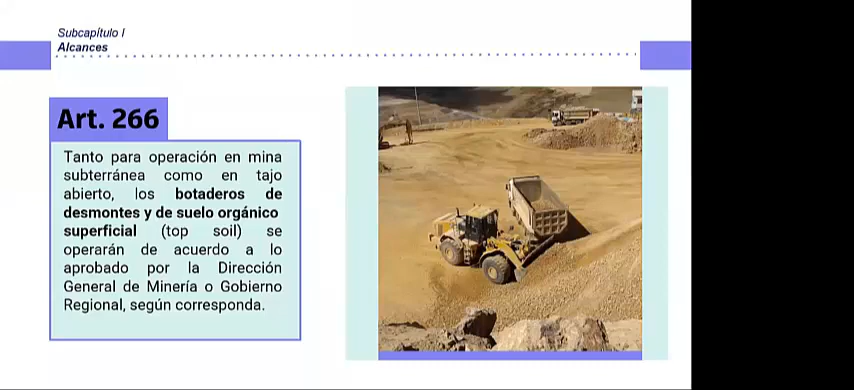 Subcapítulo I
Alcances
Art. 266
Tanto para operación en mina
subterránea como en tajo
abierto, los botaderos de
desmontes y de suelo orgánico
superficial (top soil) se
operarán de acuerdo a lo
aprobado por la Dirección
General de Minería o Gobierno
Regional, según corresponda.